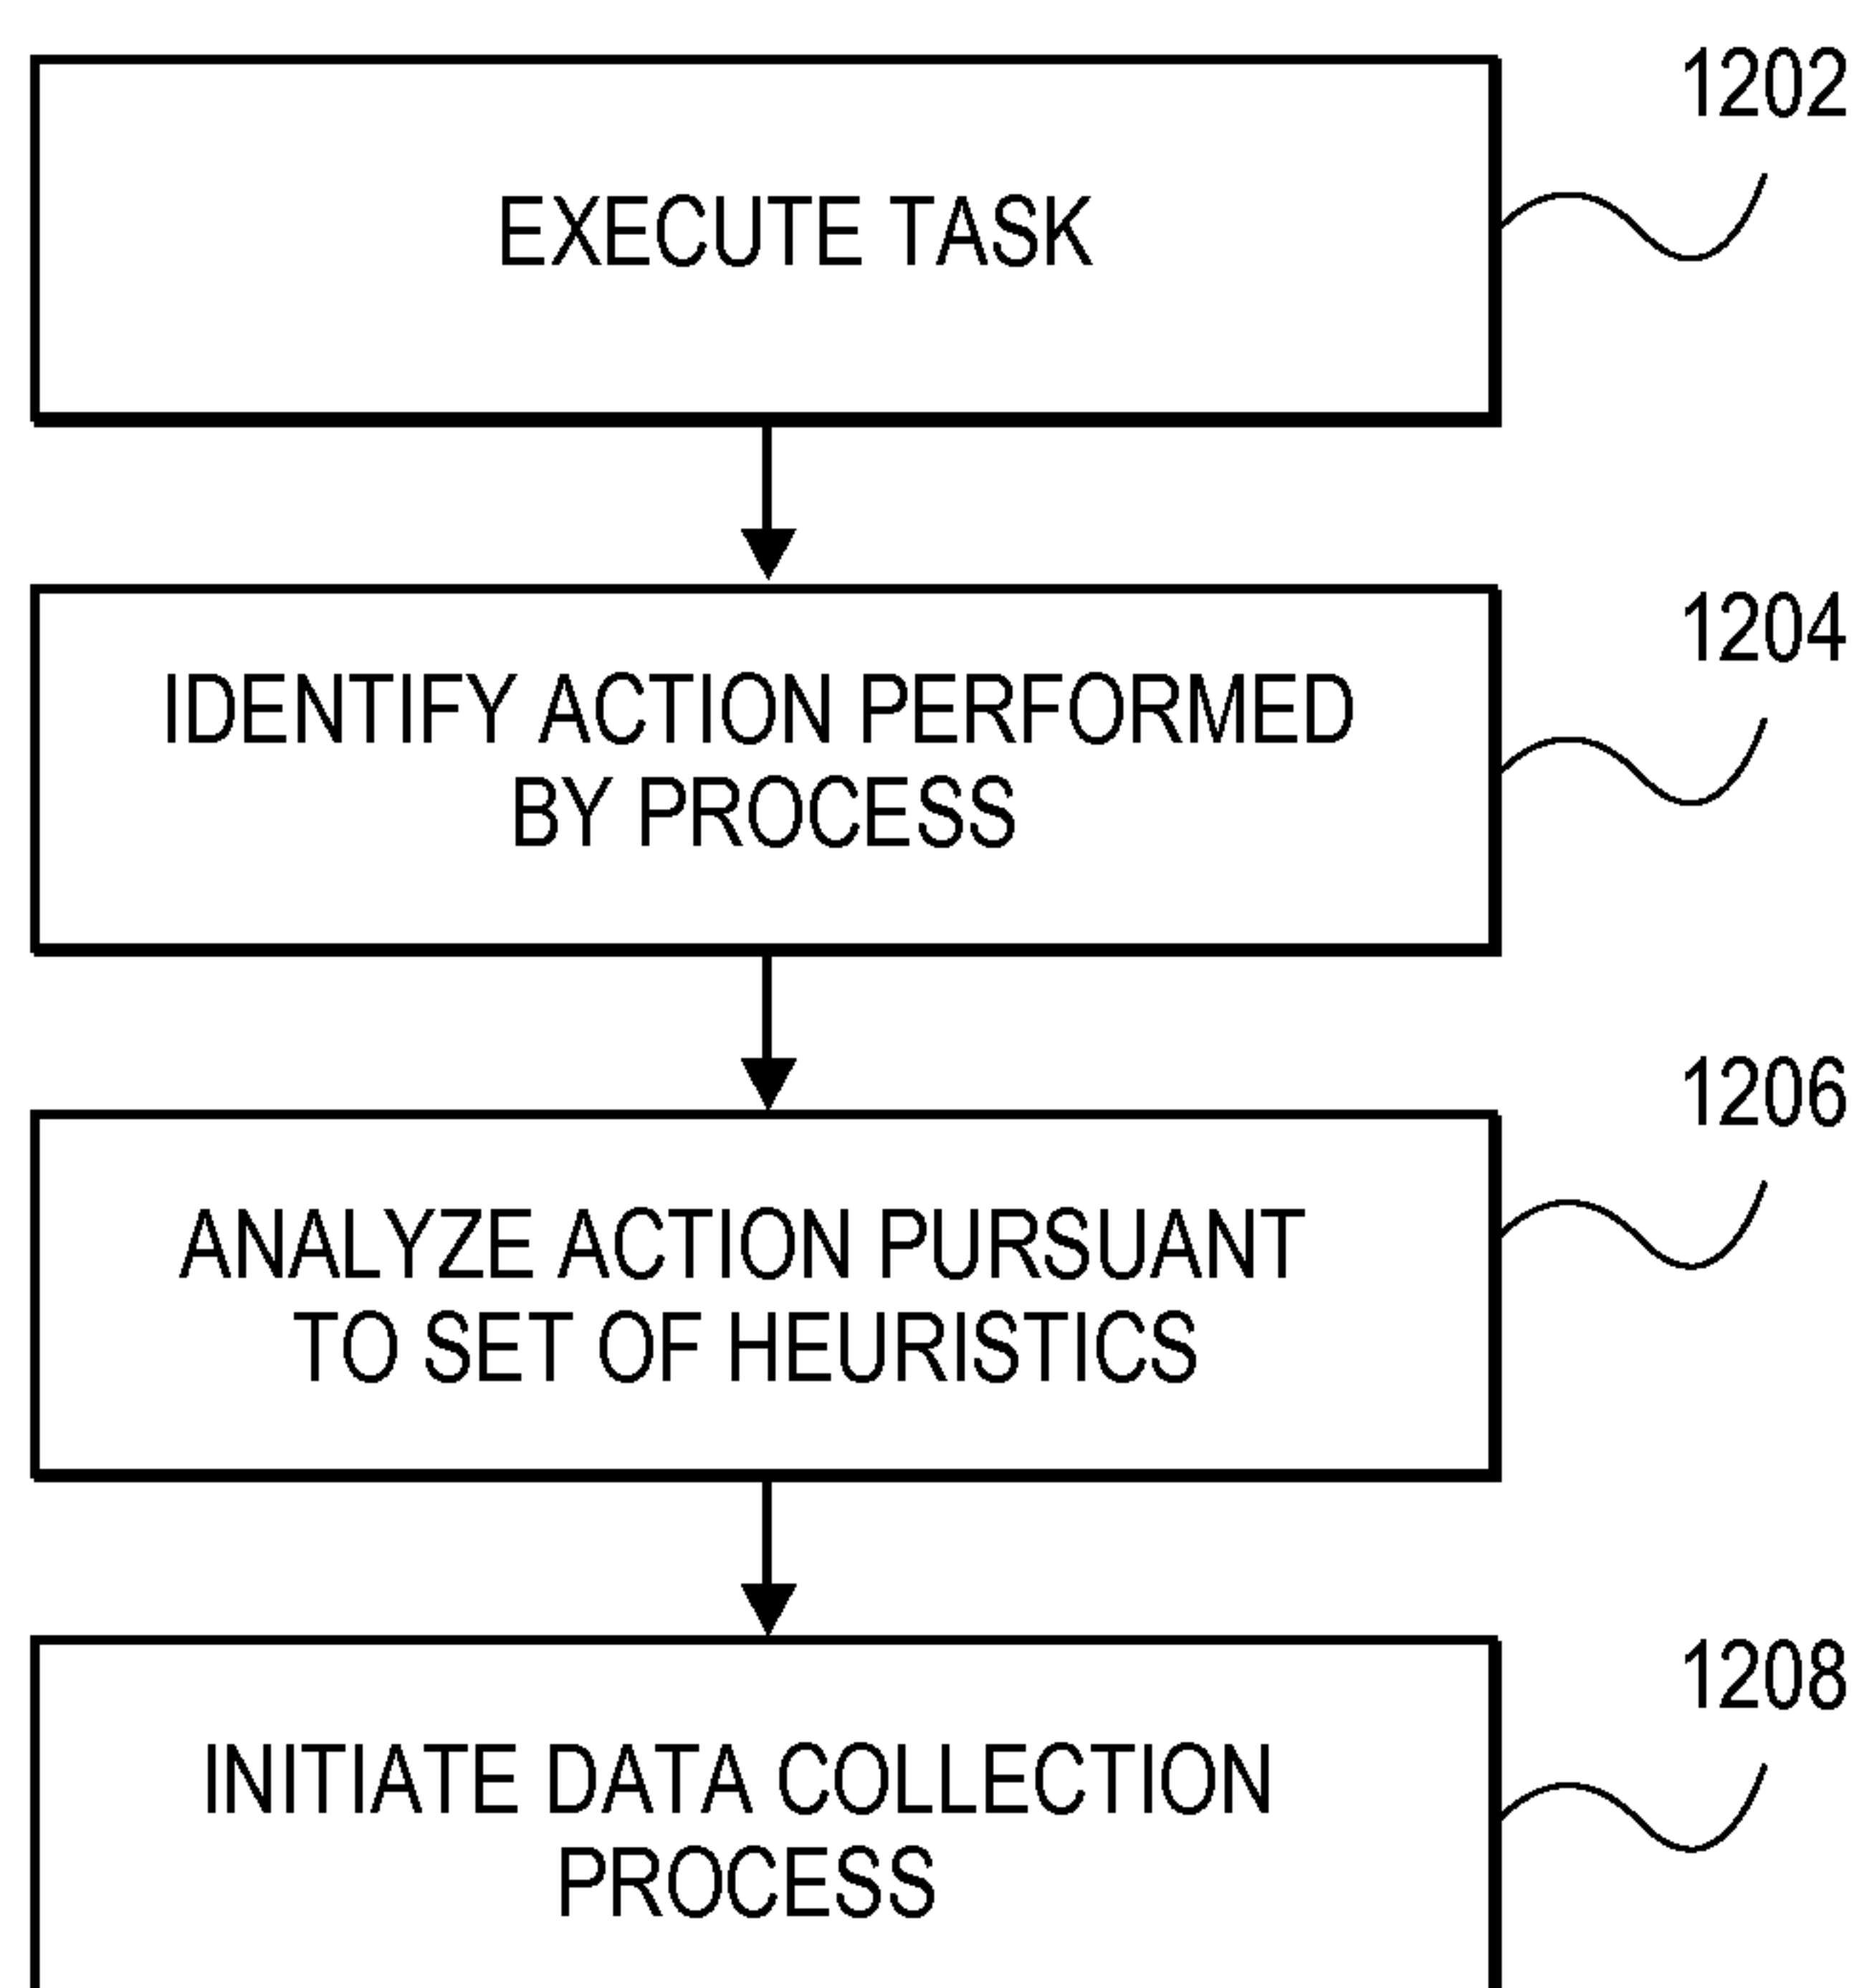 1202
EXECUTE TASK
1204
IDENTIFY ACTION PERFORMED
BY PROCESS
1206
ANALYZE ACTION PURSUANT
TO SET OF HEURISTICS
1208
INITIATE DATA COLLECTION
PROCESS